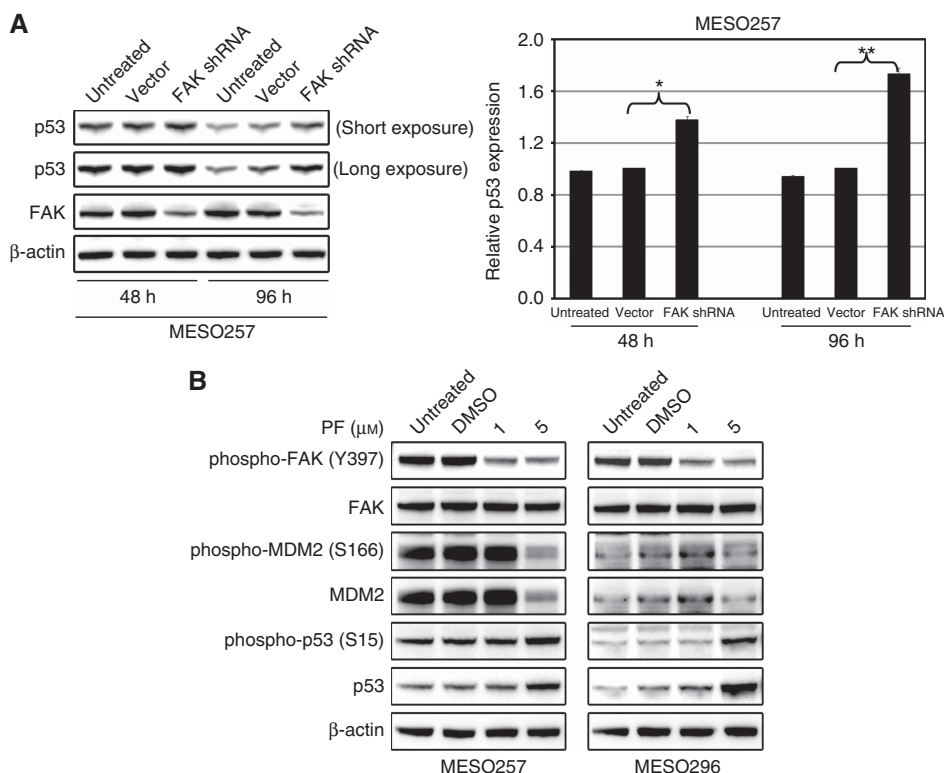 A
Untreated
Vector
FAK shRNA
Untreated
Vector
FAK shRNA
p53
(Short exposure)
p53
(Long exposure)
FAK
β-actin
48 h
96 h
MESO257
MESO257
Relative p53 expression
2.0
1.6
1.2
0.8
0.4
0.0
*
**
Untreated Vector FAK shRNA
Untreated Vector FAK shRNA
48 h
96 h
B
PF (μM)
Untreated
DMSO
1
5
Untreated
DMSO
1
5
phospho-FAK (Y397)
FAK
phospho-MDM2 (S166)
MDM2
phospho-p53 (S15)
p53
β-actin
MESO257
MESO296